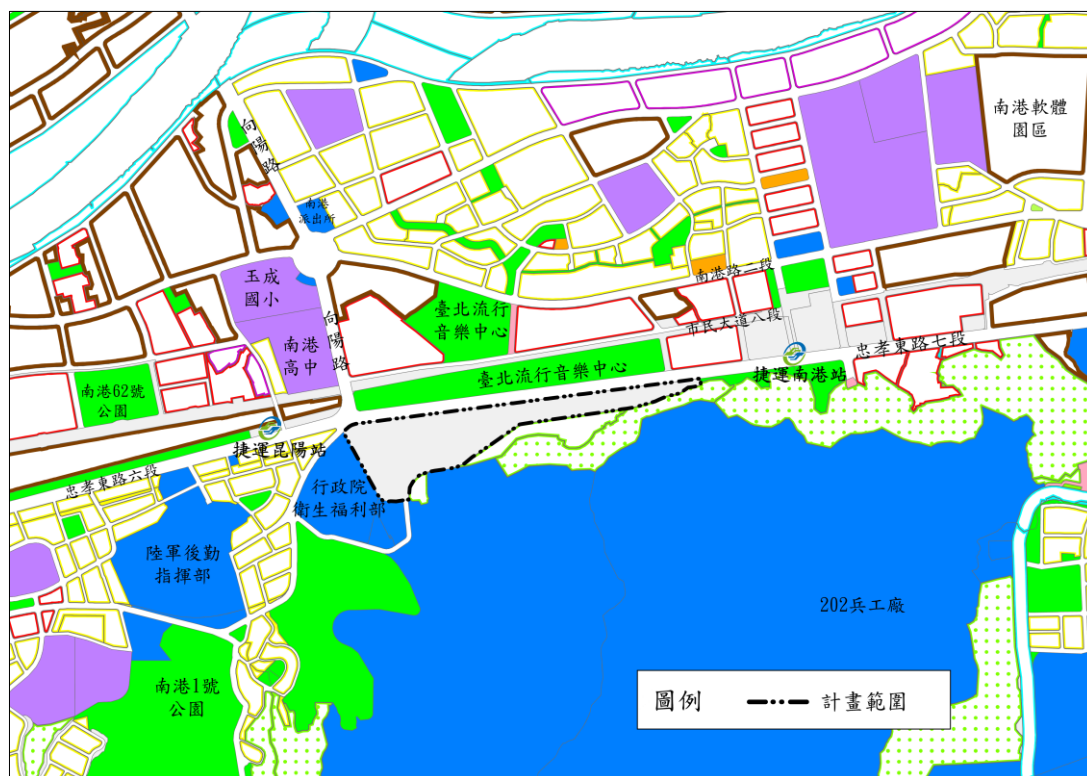 南港軟體
園區
向陽路
南港
派出所
玉成
國小
南港路二段
臺北流行
音樂中心
向陽路
市民大道八段
南港
高中
忠孝東路七段
臺北流行音樂中心
捷運南港站
南港62號
公園
捷運昆陽站
忠孝東路六段
行政院
衛生福利部
陸軍後勤
指揮部
202兵工廠
南港1號
公園
圖例
計畫範圍